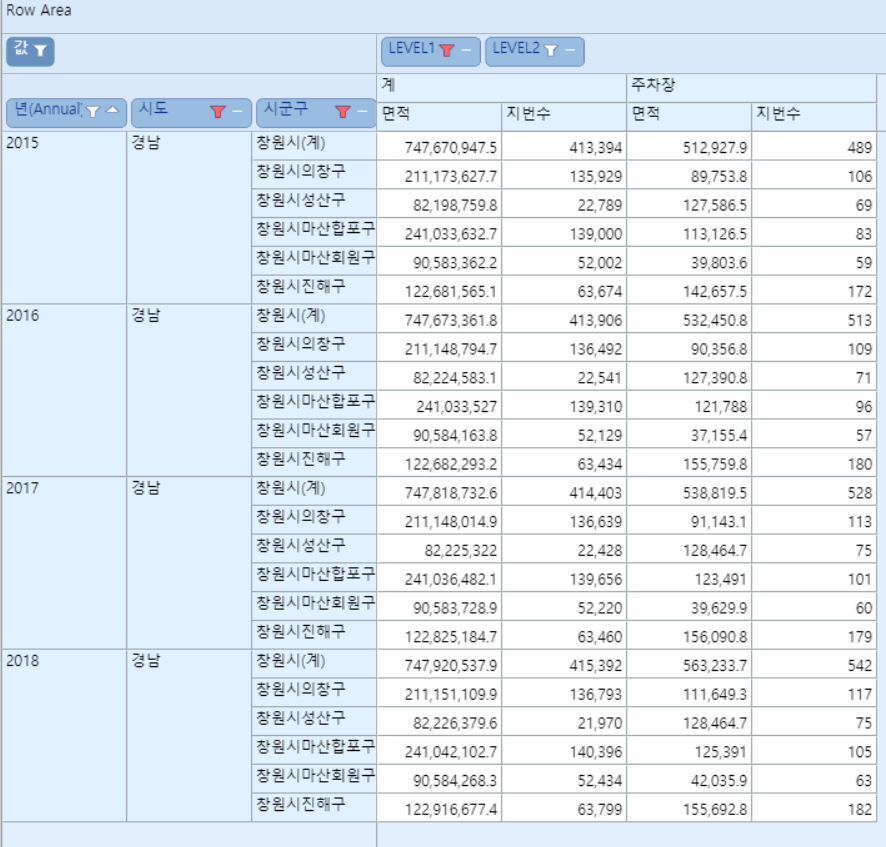 Row Area
값
LEVEL1 LEVEL2
계 주차장
년(Annual) 시도 시군구 면적 지번수 면적 지번수
2015 경남 창원시(계) 747,670,947.5 413,394 512,927.9 489
창원시의창구 211,173,627.7 135,929 89,753.8 106
창원시성산구 82,198,759.8 22,789 127,586.5 69
창원시마산합포구 241,033,632.7 139,000 113,126.5 83
창원시마산회원구 90,583,362.2 52,002 39,803.6 59
창원시진해구 122,681,565.1 63,674 142,657.5 172
2016 경남 창원시(계) 747,673,361.8 413,906 532,450.8 513
창원시의창구 211,148,794.7 136,492 90,356.8 109
창원시성산구 82,224,583.1 22,541 127,390.8 71
창원시마산합포구 241,033,527 139,310 121,788 96
창원시마산회원구 90,584,163.8 52,129 37,155.4 57
창원시진해구 122,682,293.2 63,434 155,759.8 180
2017 경남 창원시(계) 747,818,732.6 414,403 538,819.5 528
창원시의창구 211,148,014.9 136,639 91,143.1 113
창원시성산구 82,225,322 22,428 128,464.7 75
창원시마산합포구 241,036,482.1 139,656 123,491 101
창원시마산회원구 90,583,728.9 52,220 39,629.9 60
창원시진해구 122,825,184.7 63,460 156,090.8 179
2018 경남 창원시(계) 747,920,537.9 415,392 563,233.7 542
창원시의창구 211,151,109.9 136,793 111,649.3 117
창원시성산구 82,226,379.6 21,970 128,464.7 75
창원시마산합포구 241,042,102.7 140,396 125,391 105
창원시마산회원구 90,584,268.3 52,434 42,035.9 63
창원시진해구 122,916,677.4 63,799 155,692.8 182